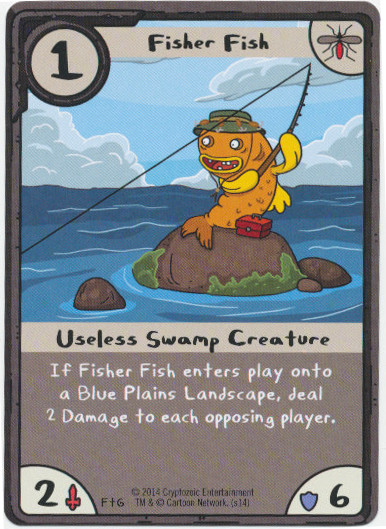 1
Fisher Fish
Useless Swamp Creature
If Fisher Fish enters play onto
a Blue Plains Landscape, deal
2 Damage to each opposing player.
2
FtG
© 2014 Cryptozoic Entertainment
TM & © Cartoon Network. (s14)
6